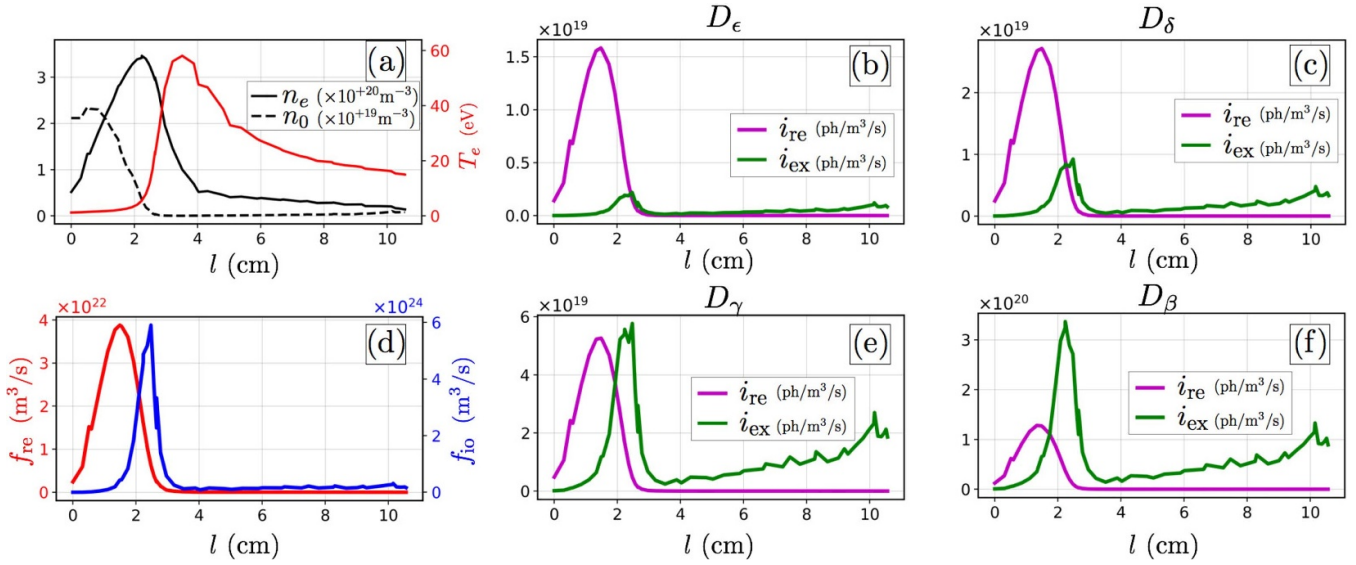 (a)
n_e (×10^{+20}m^{−3})
n_0 (×10^{+19}m^{−3})
0 1 2 3
0 20 40 60
T_e (eV)
0 2 4 6 8 10
l (cm)
D_ϵ
×10^{19}
(b)
i_re (ph/m^3/s)
i_ex (ph/m^3/s)
0.0 0.5 1.0 1.5
0 2 4 6 8 10
l (cm)
D_δ
×10^{19}
(c)
i_re (ph/m^3/s)
i_ex (ph/m^3/s)
0 1 2
0 2 4 6 8 10
l (cm)
×10^{22}
×10^{24}
(d)
f_re (m^3/s)
0 1 2 3 4
f_io (m^3/s)
0 2 4 6
0 2 4 6 8 10
l (cm)
D_γ
×10^{19}
(e)
i_re (ph/m^3/s)
i_ex (ph/m^3/s)
0 2 4 6
0 2 4 6 8 10
l (cm)
D_β
×10^{20}
(f)
i_re (ph/m^3/s)
i_ex (ph/m^3/s)
0 1 2 3
0 2 4 6 8 10
l (cm)